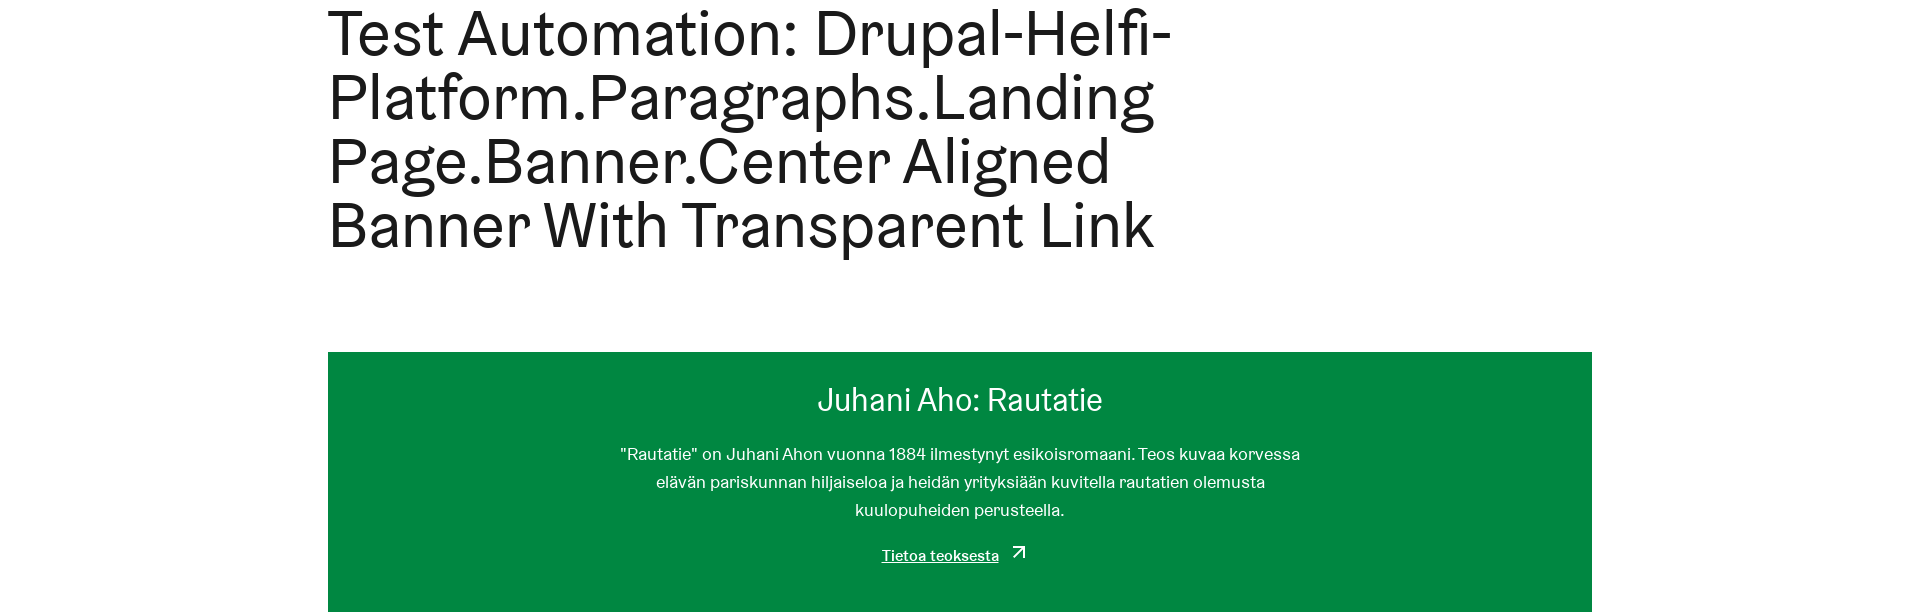 Test Automation: Drupal-Helfi-
Platform.Paragraphs.Landing
Page.Banner.Center Aligned
Banner With Transparent Link
Juhani Aho: Rautatie
"Rautatie" on Juhani Ahon vuonna 1884 ilmestynyt esikoisromaani. Teos kuvaa korvessa
elävän pariskunnan hiljaiseloa ja heidän yrityksiään kuvitella rautatien olemusta
kuulopuheiden perusteella.
Tietoa teoksesta